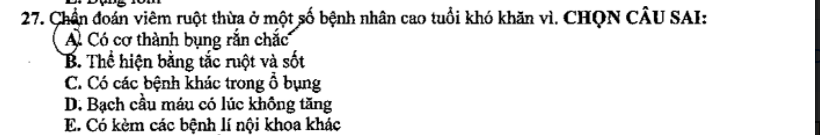 27. Chẩn đoán viêm ruột thừa ở một số bệnh nhân cao tuổi khó khăn vì. CHỌN CÂU SAI:
A. Có cơ thành bụng rắn chắc
B. Thể hiện bằng tắc ruột và sốt
C. Có các bệnh khác trong ổ bụng
D. Bạch cầu máu có lúc không tăng
E. Có kèm các bệnh lí nội khoa khác